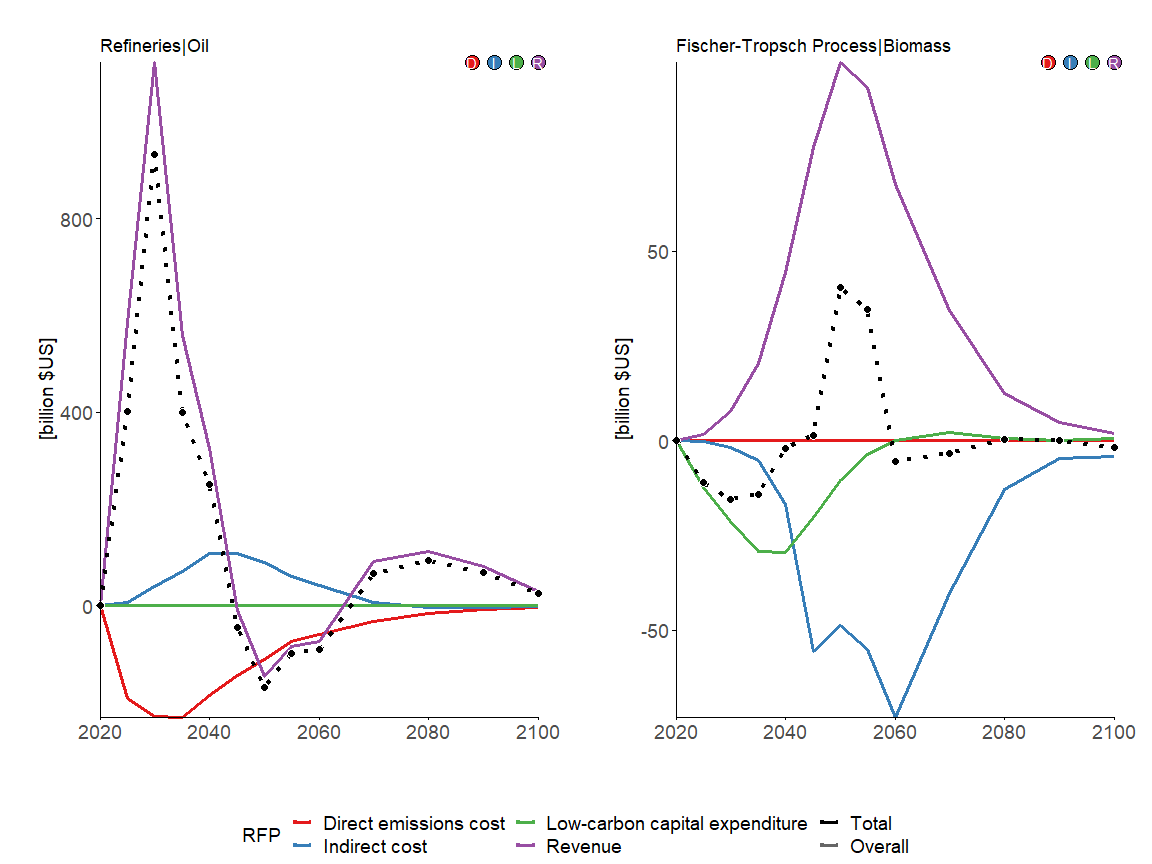 Refineries|Oil
D I L R
[billion $US]
800
400
0
2020 2040 2060 2080 2100
Fischer-Tropsch Process|Biomass
D I L R
[billion $US]
50
0
-50
2020 2040 2060 2080 2100
RFP
Direct emissions cost Low-carbon capital expenditure Total
Indirect cost Revenue Overall